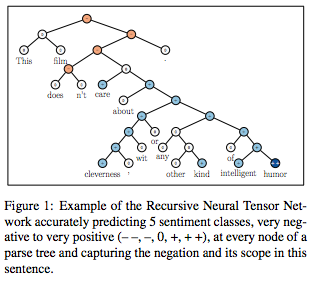 This film .
does n't care
about
or
cleverness , wit any of
other kind intelligent humor
Figure 1: Example of the Recursive Neural Tensor Net-
work accurately predicting 5 sentiment classes, very neg-
ative to very positive (– –, –, 0, +, + +), at every node of a
parse tree and capturing the negation and its scope in this
sentence.